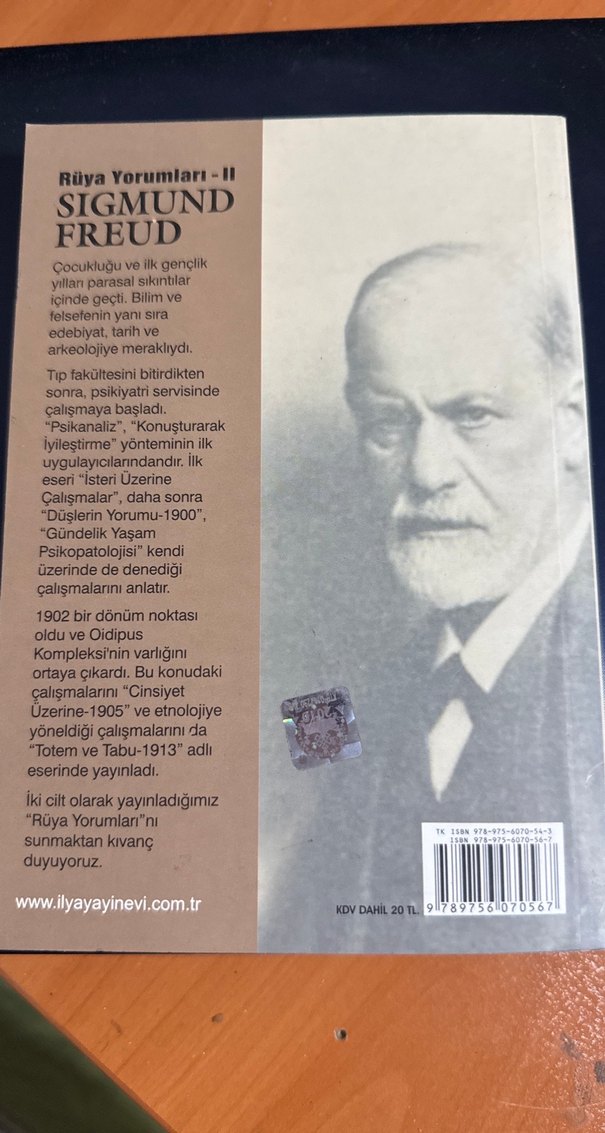 Rüya Yorumları - II
SIGMUND
FREUD
Çocukluğu ve ilk gençlik
yılları parasal sıkıntılar
içinde geçti. Bilim ve
felsefenin yanı sıra
edebiyat, tarih ve
arkeolojiye meraklıydı.
Tıp fakültesini bitirdikten
sonra, psikiyatri servisinde
çalışmaya başladı.
“Psikanaliz”, “Konuşturarak
İyileştirme” yönteminin ilk
uygulayıcılarındandır. İlk
eseri “İsteri Üzerine
Çalışmalar”, daha sonra
“Düşlerin Yorumu-1900”,
“Gündelik Yaşam
Psikopatolojisi” kendi
üzerinde de denediği
çalışmalarını anlatır.
1902 bir dönüm noktası
oldu ve Oidipus
Kompleksi'nin varlığını
ortaya çıkardı. Bu konudaki
çalışmalarını “Cinsiyet
Üzerine-1905” ve etnolojiye
yöneldiği çalışmalarını da
“Totem ve Tabu-1913” adlı
eserinde yayınladı.
İki cilt olarak yayınladığımız
“Rüya Yorumları”nı
sunmaktan kıvanç
duyuyoruz.
www.ilyayayinevi.com.tr
KDV DAHİL 20 TL.
TK ISBN 978-975-6070-54-3
ISBN 978-975-6070-56-7
9 789756 070567